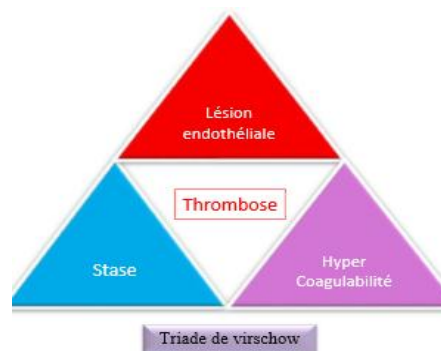 Lésion
endothéliale
Thrombose
Stase
Hyper
Coagulabilité
Triade de virschow